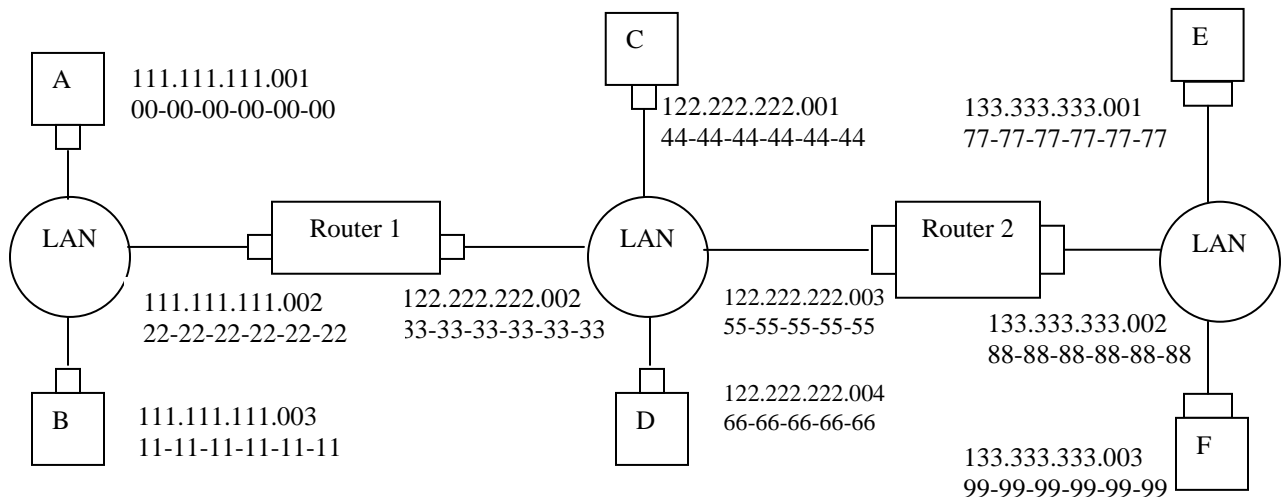 A
111.111.111.001
00-00-00-00-00-00
C
122.222.222.001
44-44-44-44-44-44
E
133.333.333.001
77-77-77-77-77-77
LAN
Router 1
LAN
Router 2
LAN
111.111.111.002
22-22-22-22-22-22
122.222.222.002
33-33-33-33-33-33
122.222.222.003
55-55-55-55-55
133.333.333.002
88-88-88-88-88-88
B
111.111.111.003
11-11-11-11-11-11
D
122.222.222.004
66-66-66-66-66
F
133.333.333.003
99-99-99-99-99-99